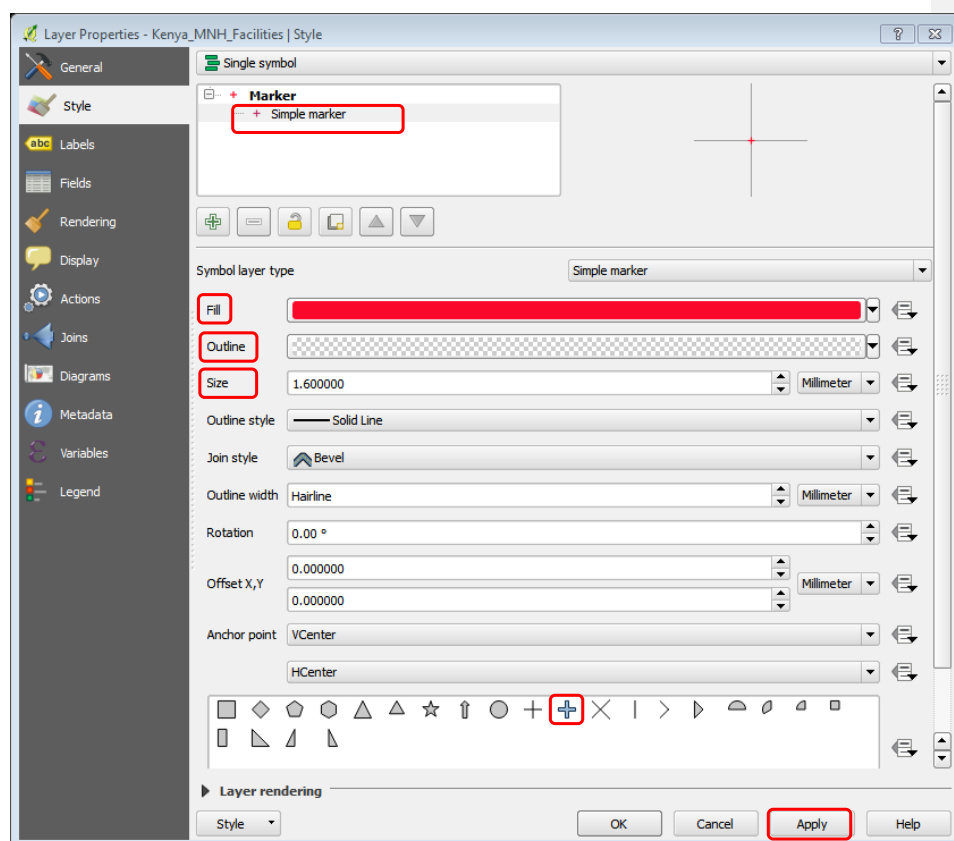 Layer Properties - Kenya_MNH_Facilities | Style
General
Style
abc Labels
Fields
Rendering
Display
Actions
Joins
Diagrams
Metadata
Variables
Legend
Single symbol
Marker
Simple marker
Symbol layer type Simple marker
Fill
Outline
Size 1.600000 Millimeter
Outline style Solid Line
Join style Bevel
Outline width Hairline Millimeter
Rotation 0.00 °
Offset X,Y 0.000000 Millimeter
0.000000
Anchor point VCenter
HCenter
Layer rendering
Style OK Cancel Apply Help